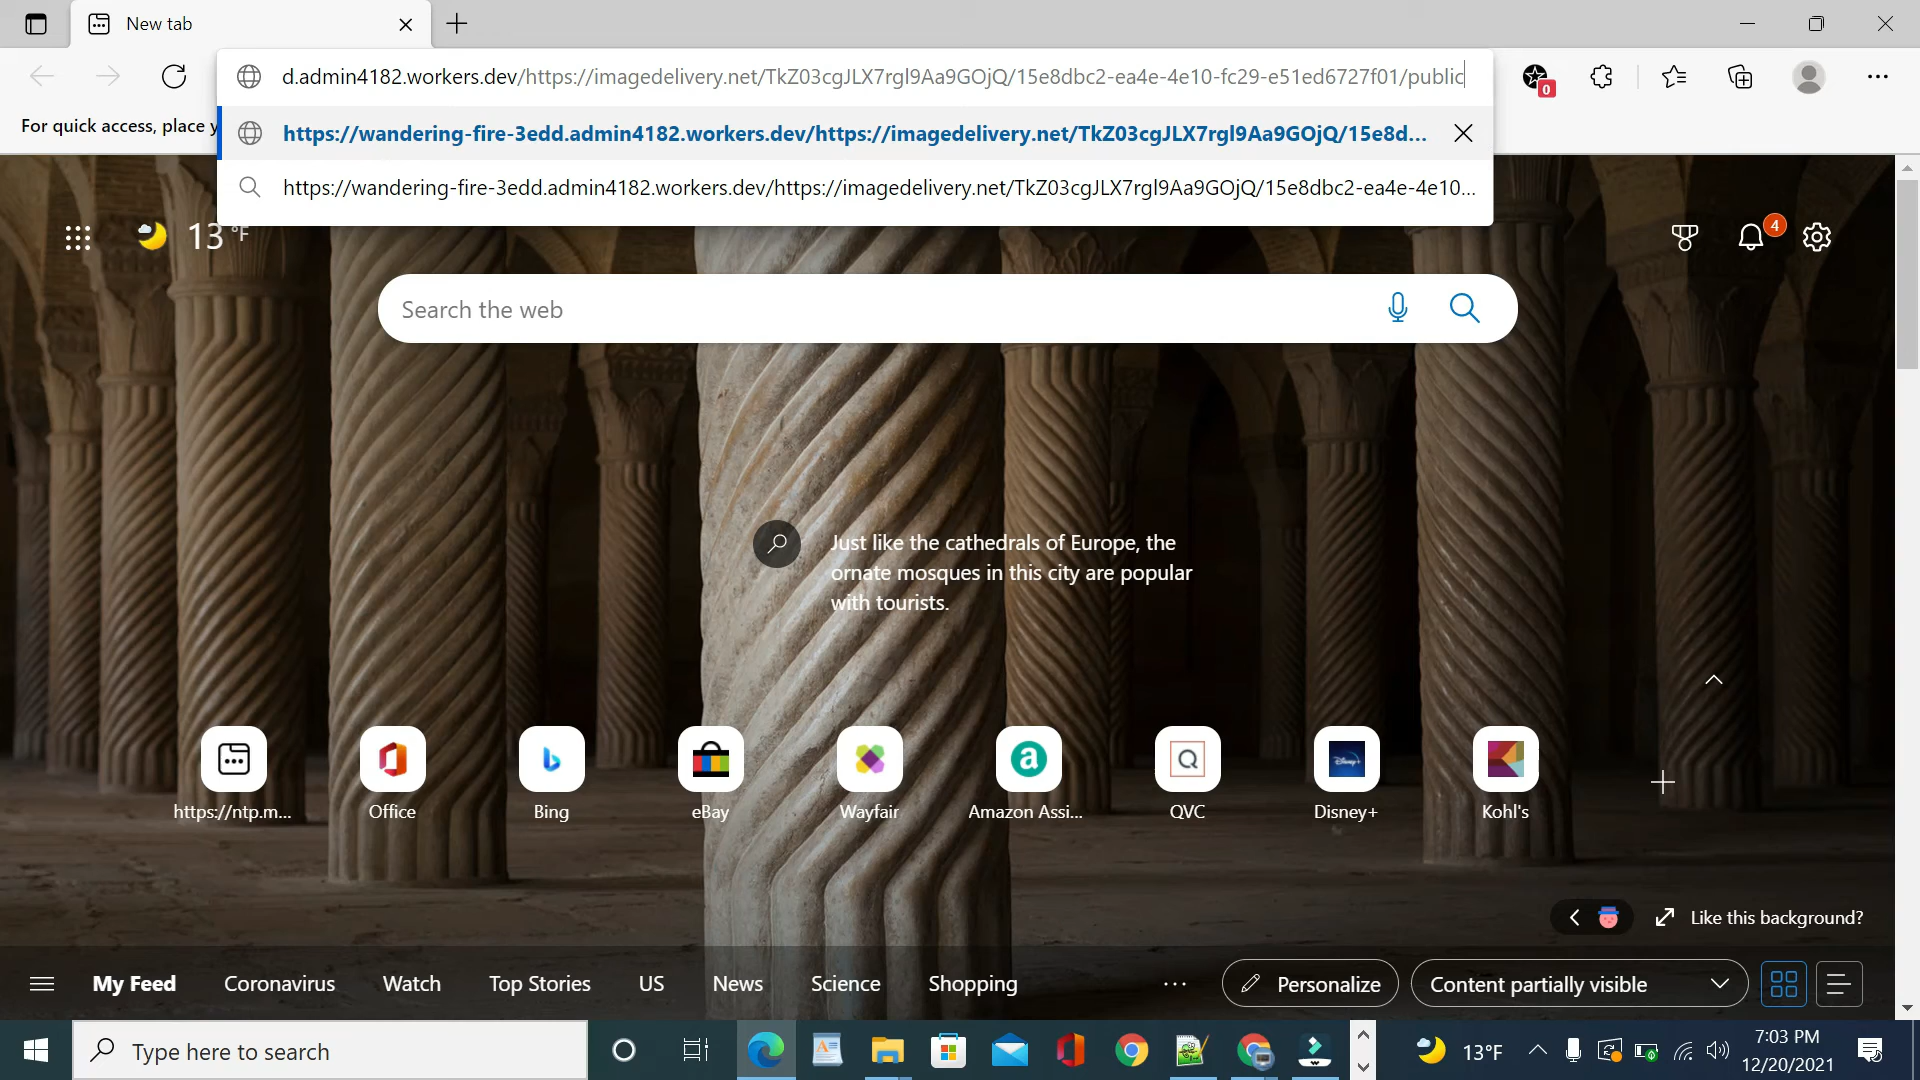 New tab
d.admin4182.workers.dev/https://imagedelivery.net/TkZ03cgJLX7rgl9Aa9GOjQ/15e8dbc2-ea4e-4e10-fc29-e51ed6727f01/public
0
For quick access, place y
https://wandering-fire-3edd.admin4182.workers.dev/https://imagedelivery.net/TkZ03cgJLX7rgl9Aa9GOjQ/15e8d...
https://wandering-fire-3edd.admin4182.workers.dev/https://imagedelivery.net/TkZ03cgJLX7rgl9Aa9GOjQ/15e8dbc2-ea4e-4e10...
13 °F
4
Search the web
Just like the cathedrals of Europe, the
ornate mosques in this city are popular
with tourists.
https://ntp.m... Office Bing eBay Wayfair Amazon Assi... QVC Disney+ Kohl's
Like this background?
My Feed Coronavirus Watch Top Stories US News Science Shopping ... Personalize Content partially visible
Type here to search
13°F
7:03 PM
12/20/2021